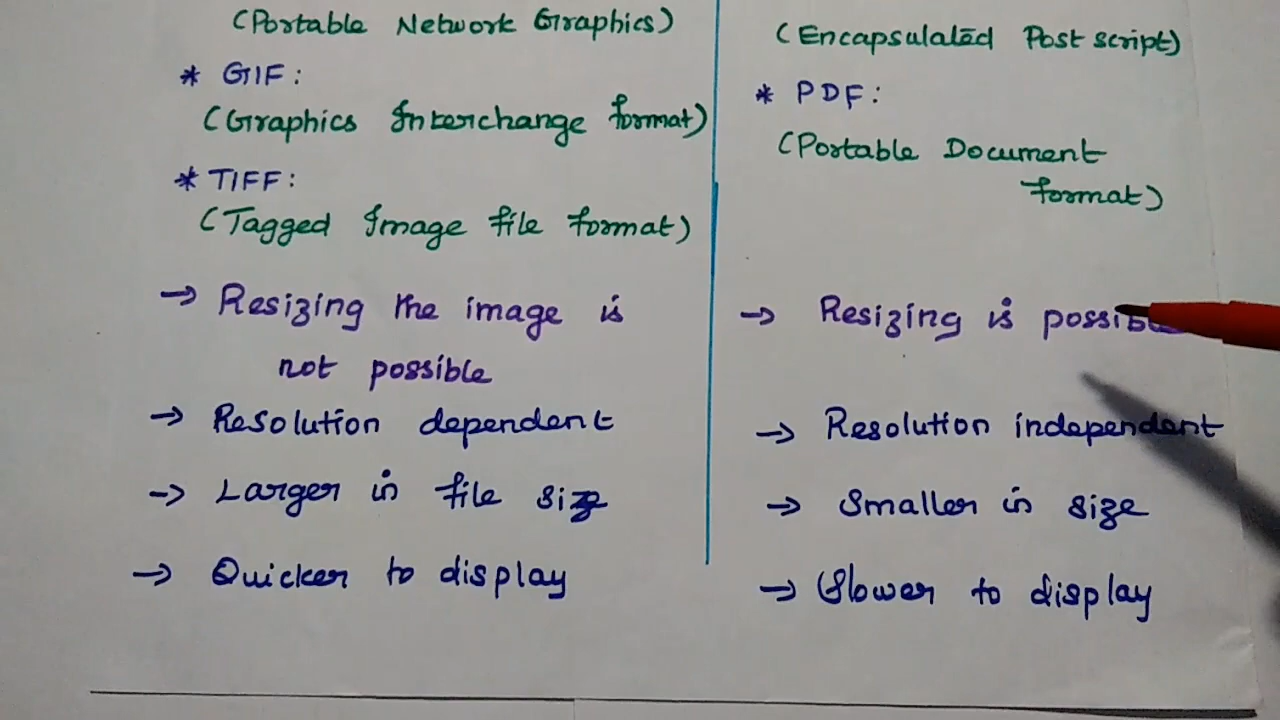 (Portable Network Graphics)
* GIF:
(Graphics Interchange format)
* TIFF:
(Tagged Image file format)
→ Resizing the image is
not possible
→ Resolution dependent
→ Larger in file size
→ Quicker to display
(Encapsulated Post script)
* PDF:
(Portable Document
format)
→ Resizing is possible
→ Resolution independent
→ Smaller in size
→ Slower to display